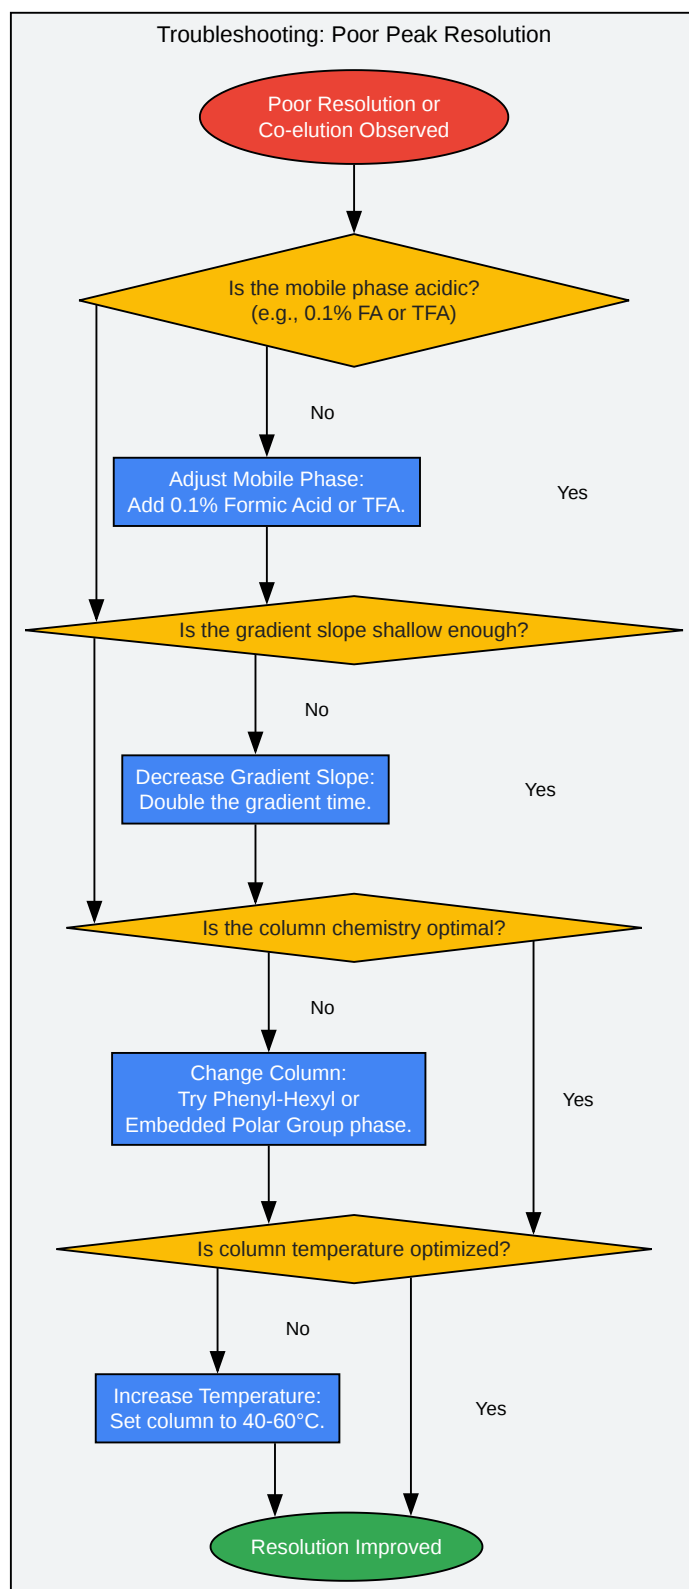 Troubleshooting: Poor Peak Resolution
Poor Resolution or
Co-elution Observed
Is the mobile phase acidic?
(e.g., 0.1% FA or TFA)
No
Adjust Mobile Phase:
Add 0.1% Formic Acid or TFA.
Yes
Is the gradient slope shallow enough?
No
Decrease Gradient Slope:
Double the gradient time.
Yes
Is the column chemistry optimal?
No
Change Column:
Try Phenyl-Hexyl or
Embedded Polar Group phase.
Yes
Is column temperature optimized?
No
Increase Temperature:
Set column to 40-60°C.
Yes
Resolution Improved